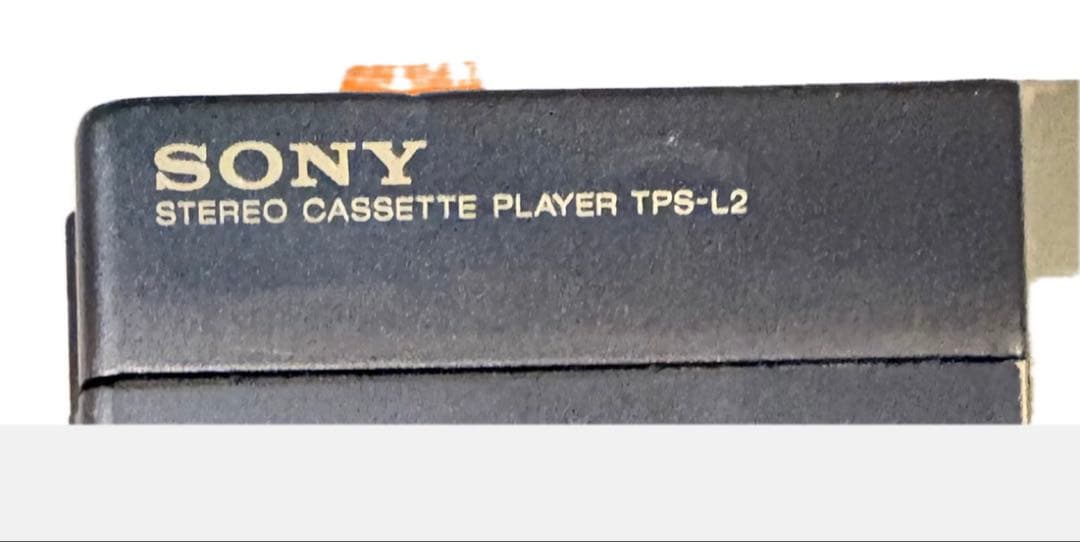 SONY
STEREO CASSETTE PLAYER TPS-L2